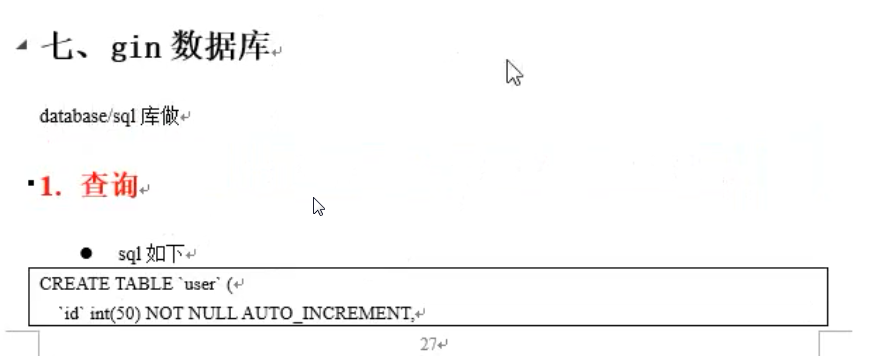 七、gin 数据库
database/sql 库做
1. 查询
● sql 如下
CREATE TABLE `user` (
`id` int(50) NOT NULL AUTO_INCREMENT,
27